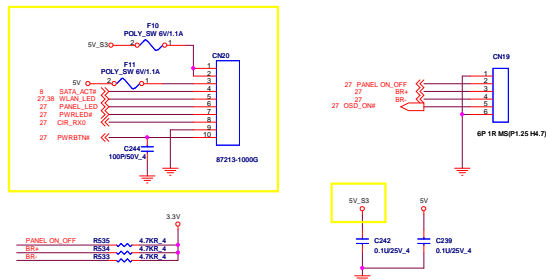 F10
POLY_SW 6V/1.1A
5V_S3
2
1
CN20
F11
POLY_SW 6V/1.1A
5V
2
1
1
2
3
8 SATA_ACT# 4
27,38 WLAN_LED 5
27 PANEL_LED 6
27 PWRLED# 7
27 CIR_RX0 8
9
27 PWRBTN# 10
C244
100P/50V_4
87213-1000G
CN19
1
27 PANEL ON_OFF 2
27 BR+ 3
27 BR- 4
27 OSD_ON# 5
6
6P 1R MS(P1.25 H4.7)
3.3V
PANEL ON_OFF R535 4.7KR_4
BR+ R534 4.7KR_4
BR- R533 4.7KR_4
5V_S3
5V
C242
0.1U/25V_4
C239
0.1U/25V_4